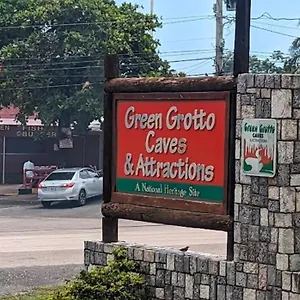 Green Grotto
Caves
& Attractions
A National Heritage Site
GREEN GROTTO
CAVES